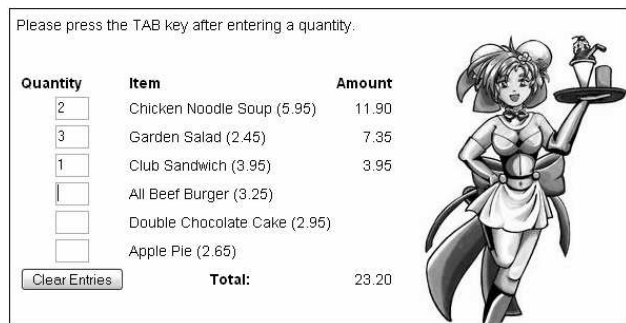 Please press the TAB key after entering a quantity.
Quantity Item Amount
2 Chicken Noodle Soup (5.95) 11.90
3 Garden Salad (2.45) 7.35
1 Club Sandwich (3.95) 3.95
All Beef Burger (3.25)
Double Chocolate Cake (2.95)
Apple Pie (2.65)
Clear Entries Total: 23.20